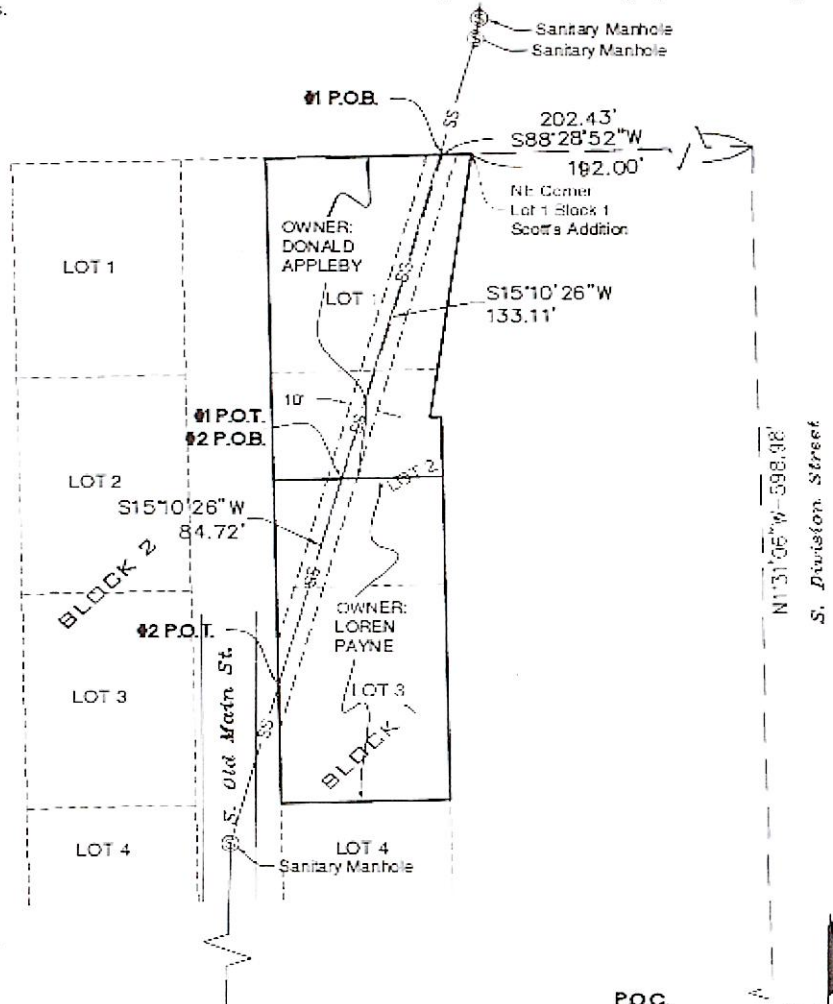 s.
Sanitary Manhole
Sanitary Manhole
#1 P.O.B.
202.43'
S88°28'52"W
192.00'
NE Corner
Lot 1 Block 1
Scott's Addition
SS
OWNER:
DONALD
APPLEBY
LOT 1
LOT 1
SS
S15°10'26"W
133.11'
10'
#1 P.O.T.
#2 P.O.B.
SS
LOT 2
LOT 2
S15°10'26"W
84.72'
BLOCK 2
SS
OWNER:
LOREN
PAYNE
#2 P.O.T.
LOT 3
LOT 3
BLOCK
SS
S. Old Main St.
N1°31'06"W
S. Division Street
LOT 4
LOT 4
Sanitary Manhole
P.O.C.